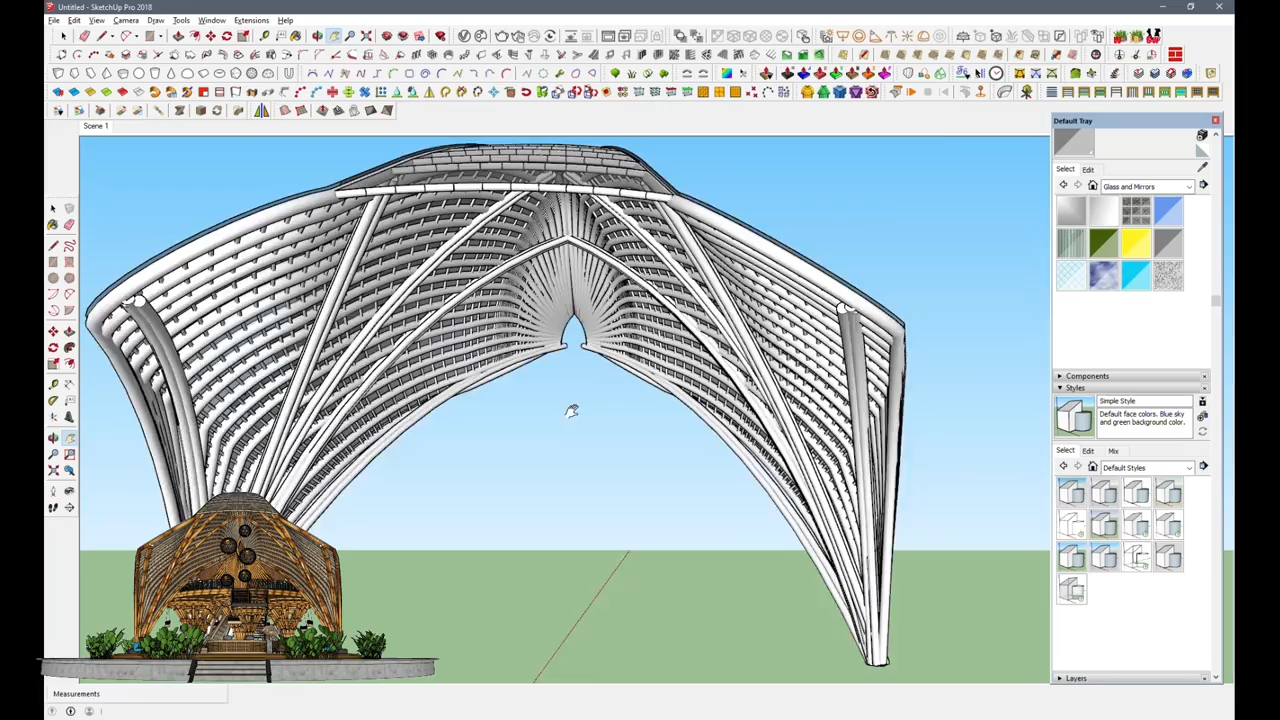 Untitled - SketchUp Pro 2018
File Edit View Camera Draw Tools Window Extensions Help
Scene 1
Default Tray
Select Edit
Glass and Mirrors
Components
Styles
Simple Style
Default face colors. Blue sky
and green background color.
Select Edit Mix
Default Styles
Layers
Measurements